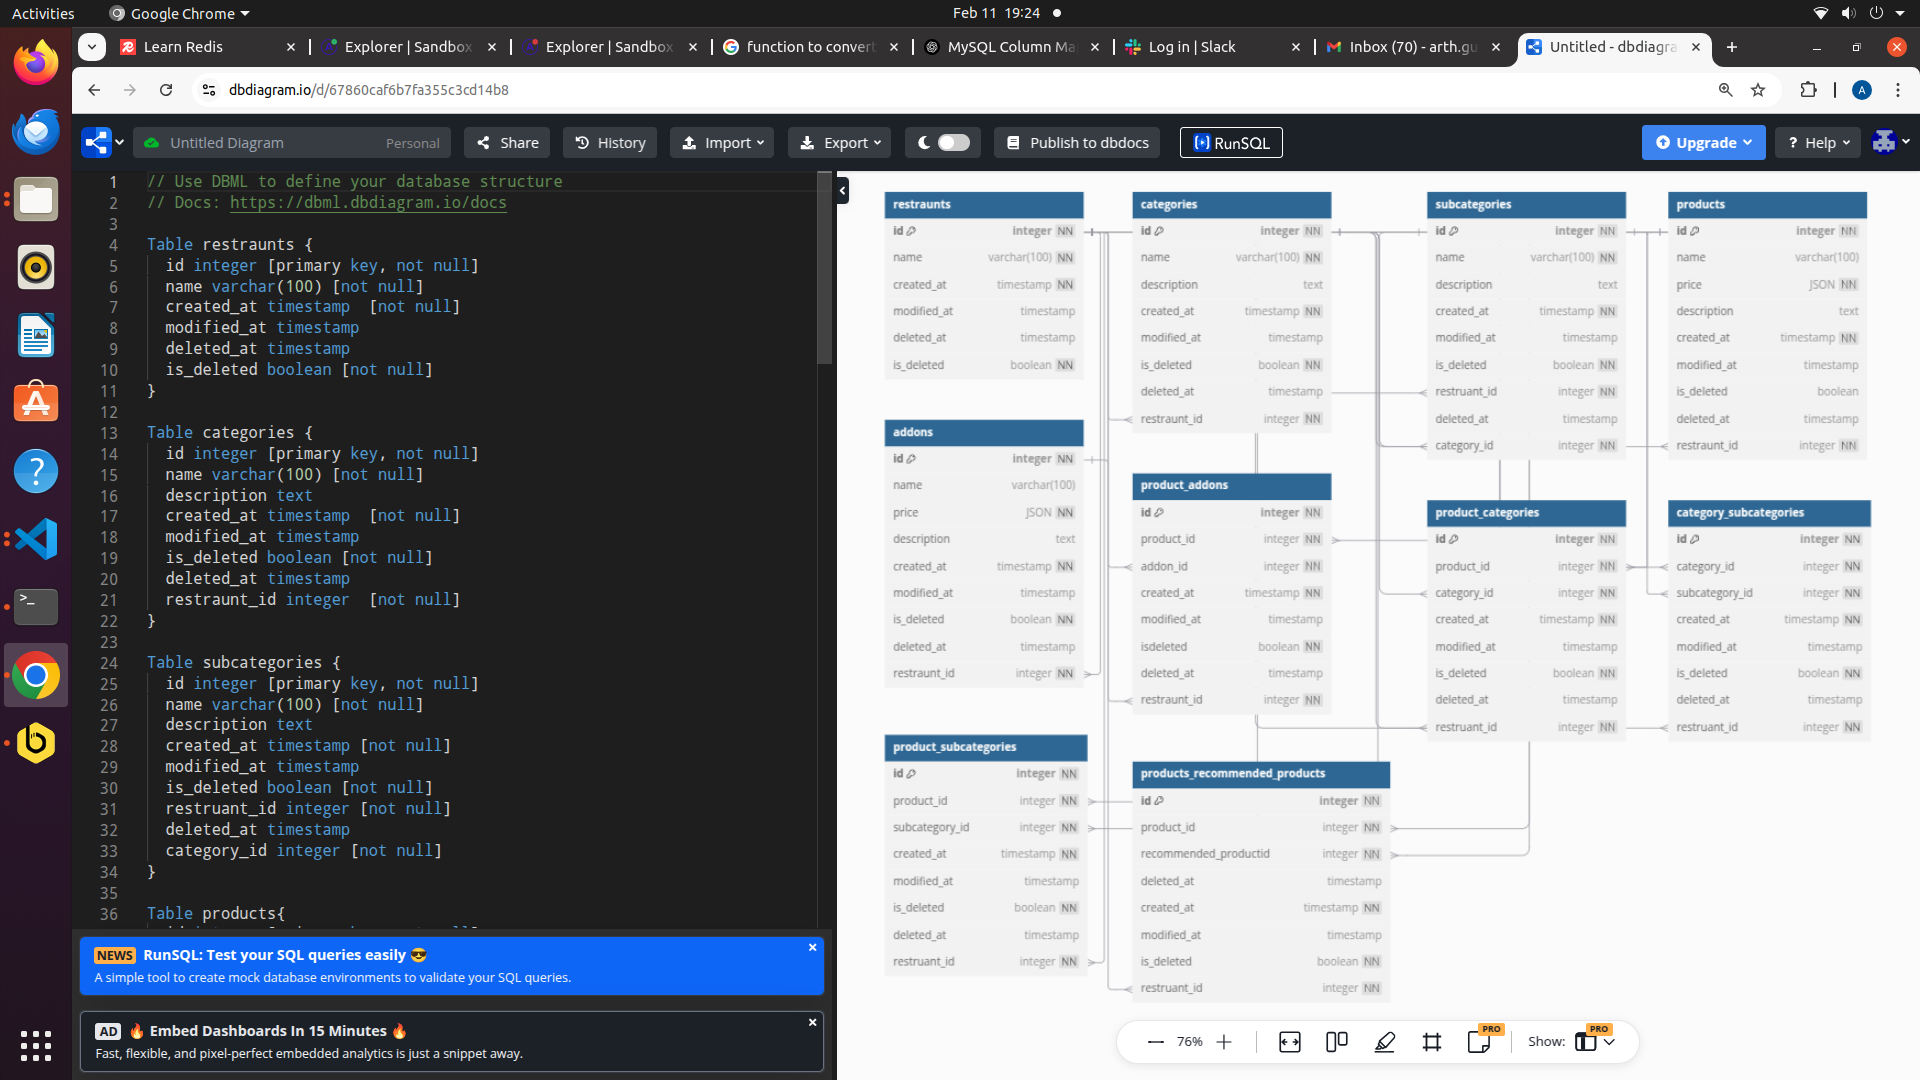 Activities
Google Chrome
Feb 11 19:24
Learn Redis
Explorer | Sandbox
Explorer | Sandbox
function to convert
MySQL Column Ma
Log in | Slack
Inbox (70) - arth.gu
Untitled - dbdiagra
dbdiagram.io/d/67860caf6b7fa355c3cd14b8
A
Untitled Diagram
Personal
Share
History
Import
Export
Publish to dbdocs
RunSQL
Upgrade
? Help
1 // Use DBML to define your database structure
2 // Docs: https://dbml.dbdiagram.io/docs
3
4 Table restraunts {
5 id integer [primary key, not null]
6 name varchar(100) [not null]
7 created_at timestamp [not null]
8 modified_at timestamp
9 deleted_at timestamp
10 is_deleted boolean [not null]
11 }
12
13 Table categories {
14 id integer [primary key, not null]
15 name varchar(100) [not null]
16 description text
17 created_at timestamp [not null]
18 modified_at timestamp
19 is_deleted boolean [not null]
20 deleted_at timestamp
21 restraunt_id integer [not null]
22 }
23
24 Table subcategories {
25 id integer [primary key, not null]
26 name varchar(100) [not null]
27 description text
28 created_at timestamp [not null]
29 modified_at timestamp
30 is_deleted boolean [not null]
31 restruant_id integer [not null]
32 deleted_at timestamp
33 category_id integer [not null]
34 }
35
36 Table products{
NEWS RunSQL: Test your SQL queries easily 😎
A simple tool to create mock database environments to validate your SQL queries.
AD 🔥 Embed Dashboards In 15 Minutes 🔥
Fast, flexible, and pixel-perfect embedded analytics is just a snippet away.
restraunts
id integer NN
name varchar(100) NN
created_at timestamp NN
modified_at timestamp
deleted_at timestamp
is_deleted boolean NN
categories
id integer NN
name varchar(100) NN
description text
created_at timestamp NN
modified_at timestamp
is_deleted boolean NN
deleted_at timestamp
restraunt_id integer NN
subcategories
id integer NN
name varchar(100) NN
description text
created_at timestamp NN
modified_at timestamp
is_deleted boolean NN
restruant_id integer NN
deleted_at timestamp
category_id integer NN
products
id integer NN
name varchar(100)
price JSON NN
description text
created_at timestamp NN
modified_at timestamp
is_deleted boolean
deleted_at timestamp
restraunt_id integer NN
addons
id integer NN
name varchar(100)
price JSON NN
description text
created_at timestamp NN
modified_at timestamp
is_deleted boolean NN
deleted_at timestamp
restraunt_id integer NN
product_addons
id integer NN
product_id integer NN
addon_id integer NN
created_at timestamp NN
modified_at timestamp
isdeleted boolean NN
deleted_at timestamp
restraunt_id integer NN
product_categories
id integer NN
product_id integer NN
category_id integer NN
created_at timestamp NN
modified_at timestamp
is_deleted boolean NN
deleted_at timestamp
restruant_id integer NN
category_subcategories
id integer NN
category_id integer NN
subcategory_id integer NN
created_at timestamp NN
modified_at timestamp
is_deleted boolean NN
deleted_at timestamp
restruant_id integer NN
product_subcategories
id integer NN
product_id integer NN
subcategory_id integer NN
created_at timestamp NN
modified_at timestamp
is_deleted boolean NN
deleted_at timestamp
restruant_id integer NN
products_recommended_products
id integer NN
product_id integer NN
recommended_productid integer NN
deleted_at timestamp
created_at timestamp NN
modified_at timestamp
is_deleted boolean NN
restruant_id integer NN
76%
PRO
Show:
PRO